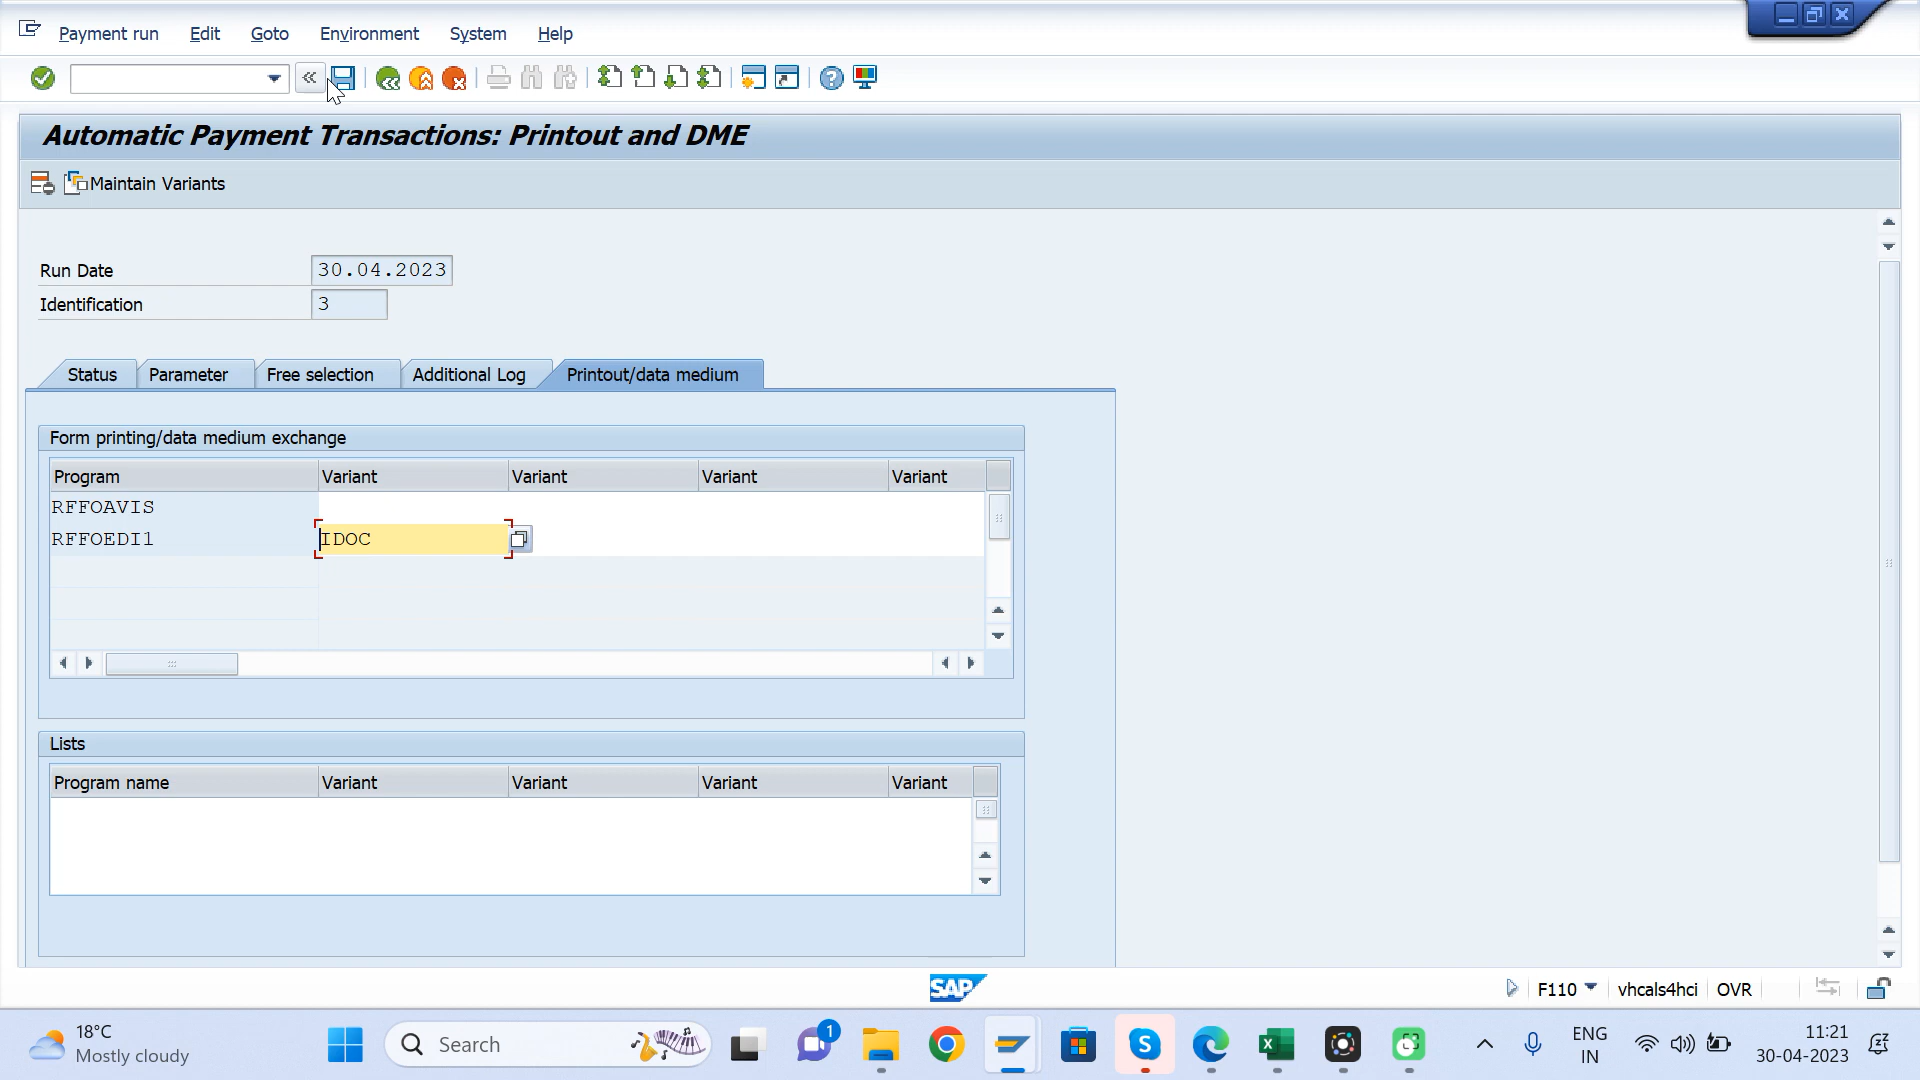 Payment run Edit Goto Environment System Help
Automatic Payment Transactions: Printout and DME
Maintain Variants
Run Date 30.04.2023
Identification 3
Status Parameter Free selection Additional Log Printout/data medium
Form printing/data medium exchange
Program Variant Variant Variant Variant
RFFOAVIS
RFFOEDI1 IDOC
Lists
Program name Variant Variant Variant Variant
SAP F110 vhcals4hci OVR
18°C
Mostly cloudy
Search
1
ENG
IN
11:21
30-04-2023